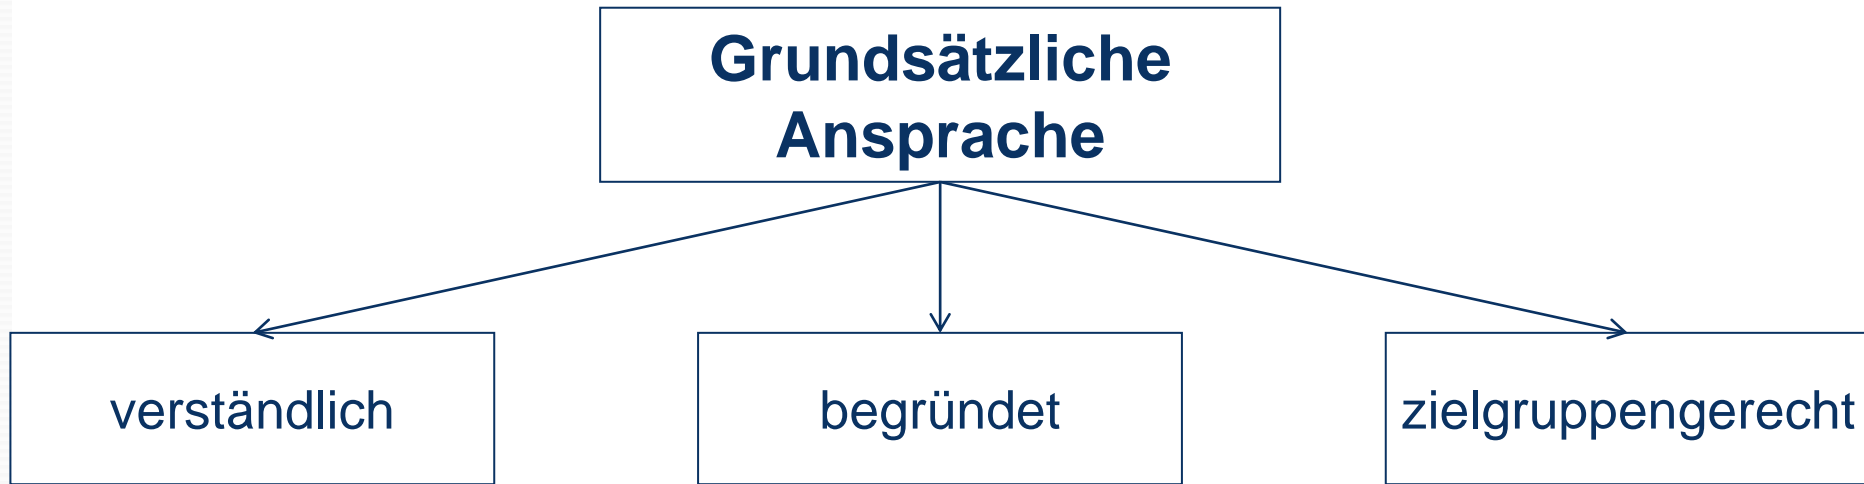 Grundsätzliche
Ansprache
verständlich
begründet
zielgruppengerecht